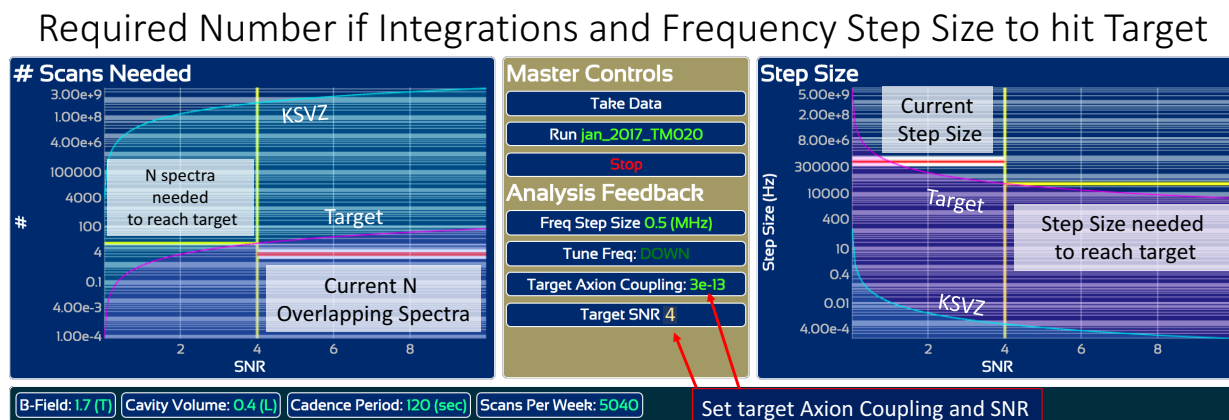 Required Number if Integrations and Frequency Step Size to hit Target
# Scans Needed
3.00e+9
1.00e+8
4.00e+6
100000
4000
100
4
0.1
4.00e-3
1.00e-4
#
2
4
6
8
SNR
KSVZ
N spectra
needed
to reach target
Target
Current N
Overlapping Spectra
Master Controls
Take Data
Run jan_2017_TM020
Stop
Analysis Feedback
Freq Step Size 0.5 (MHz)
Tune Freq: DOWN
Target Axion Coupling: 3e-13
Target SNR 4
Step Size
5.00e+9
2.00e+8
8.00e+6
300000
10000
400
10
0.4
0.01
4.00e-4
Step Size (Hz)
2
4
6
8
SNR
Current
Step Size
Target
Step Size needed
to reach target
KSVZ
B-Field: 1.7 (T)
Cavity Volume: 0.4 (L)
Cadence Period: 120 (sec)
Scans Per Week: 5040
Set target Axion Coupling and SNR